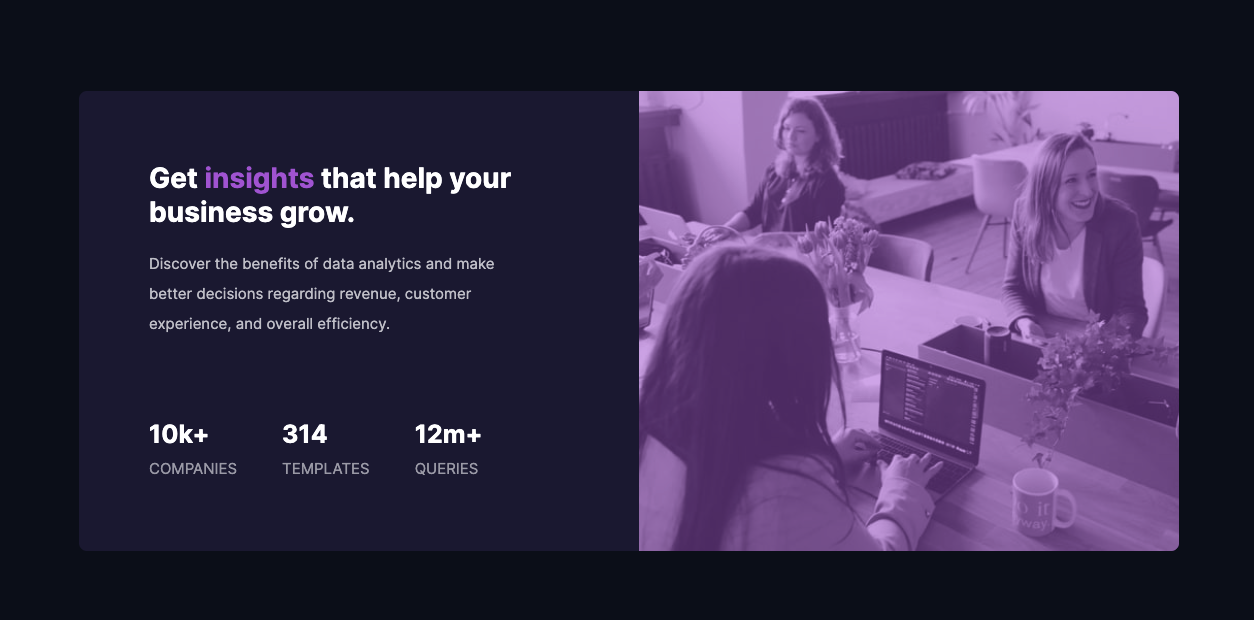 Get insights that help your
business grow.
Discover the benefits of data analytics and make
better decisions regarding revenue, customer
experience, and overall efficiency.
10k+ 314 12m+
COMPANIES TEMPLATES QUERIES